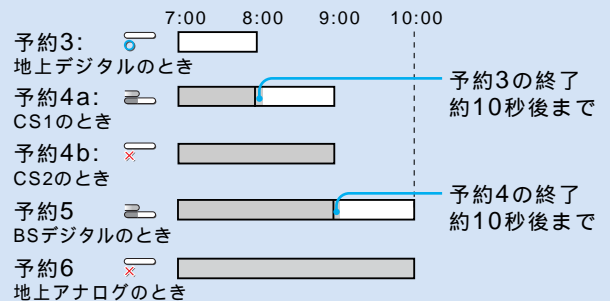 7:00 8:00 9:00 10:00
予約3:
地上デジタルのとき
予約3の終了
約10秒後まで
予約4a:
CS1のとき
予約4b:
CS2のとき
予約4の終了
約10秒後まで
予約5
BSデジタルのとき
予約6
地上アナログのとき